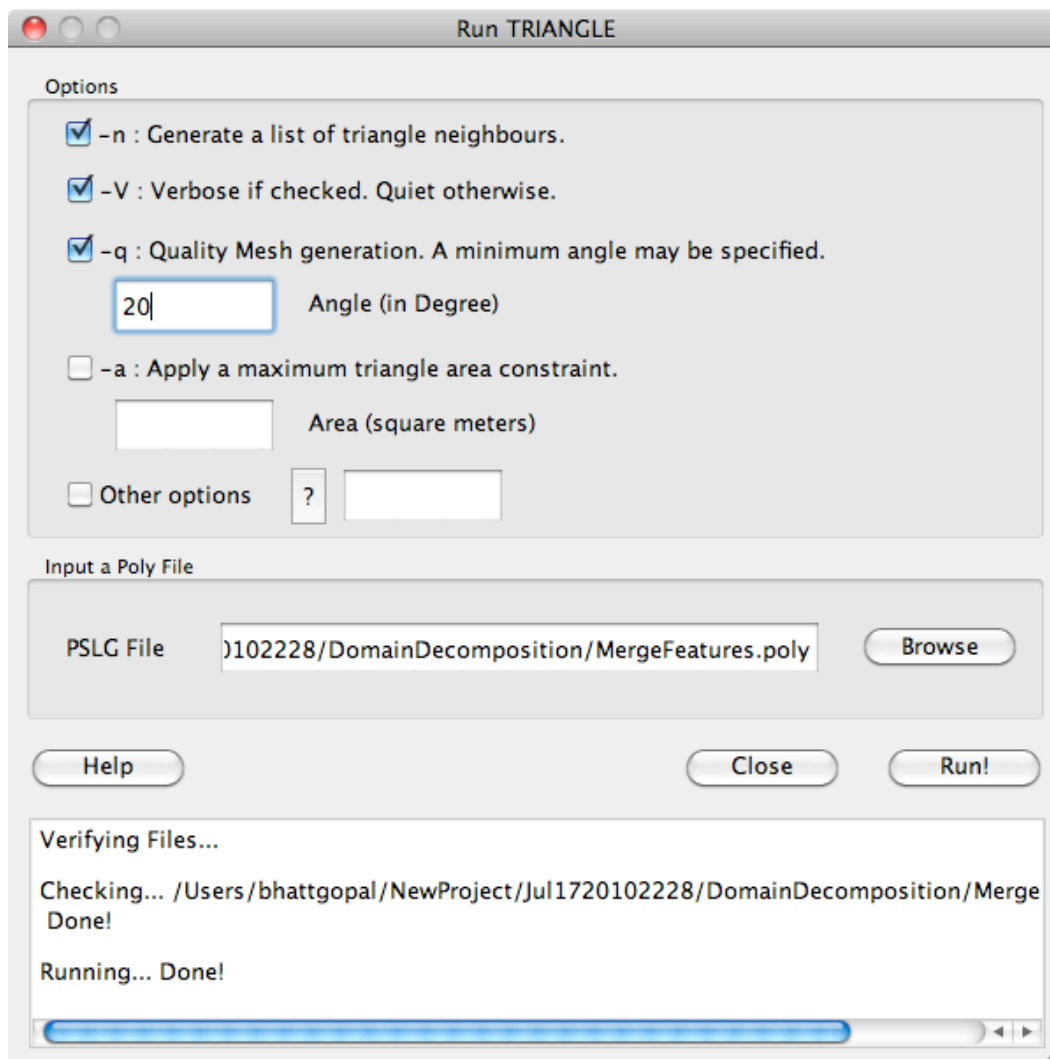 Run TRIANGLE
Options
-n : Generate a list of triangle neighbours.
-V : Verbose if checked. Quiet otherwise.
-q : Quality Mesh generation. A minimum angle may be specified.
20 Angle (in Degree)
-a : Apply a maximum triangle area constraint.
Area (square meters)
Other options ?
Input a Poly File
PSLG File 0102228/DomainDecomposition/MergeFeatures.poly Browse
Help Close Run!
Verifying Files...
Checking... /Users/bhattgopal/NewProject/Jul1720102228/DomainDecomposition/Merge
Done!
Running... Done!